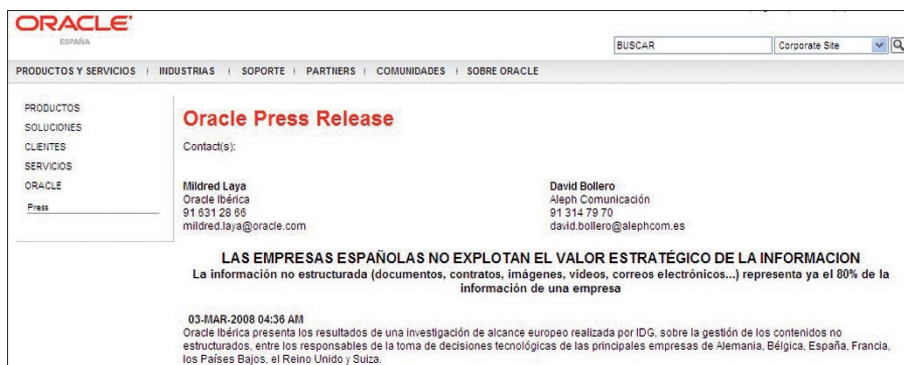 ORACLE
ESPAÑA
BUSCAR
Corporate Site
PRODUCTOS Y SERVICIOS | INDUSTRIAS | SOPORTE | PARTNERS | COMUNIDADES | SOBRE ORACLE
PRODUCTOS
SOLUCIONES
CLIENTES
SERVICIOS
ORACLE
Press
Oracle Press Release
Contact(s):
Mildred Laya
Oracle Ibérica
91 631 28 66
mildred.laya@oracle.com
David Bollero
Aleph Comunicación
91 314 79 70
david.bollero@alephcom.es
LAS EMPRESAS ESPAÑOLAS NO EXPLOTAN EL VALOR ESTRATÉGICO DE LA INFORMACION
La información no estructurada (documentos, contratos, imágenes, vídeos, correos electrónicos...) representa ya el 80% de la
información de una empresa
03-MAR-2008 04:36 AM
Oracle Ibérica presenta los resultados de una investigación de alcance europeo realizada por IDG, sobre la gestión de los contenidos no
estructurados, entre los responsables de la toma de decisiones tecnológicas de las principales empresas de Alemania, Bélgica, España, Francia,
los Países Bajos, el Reino Unido y Suiza.